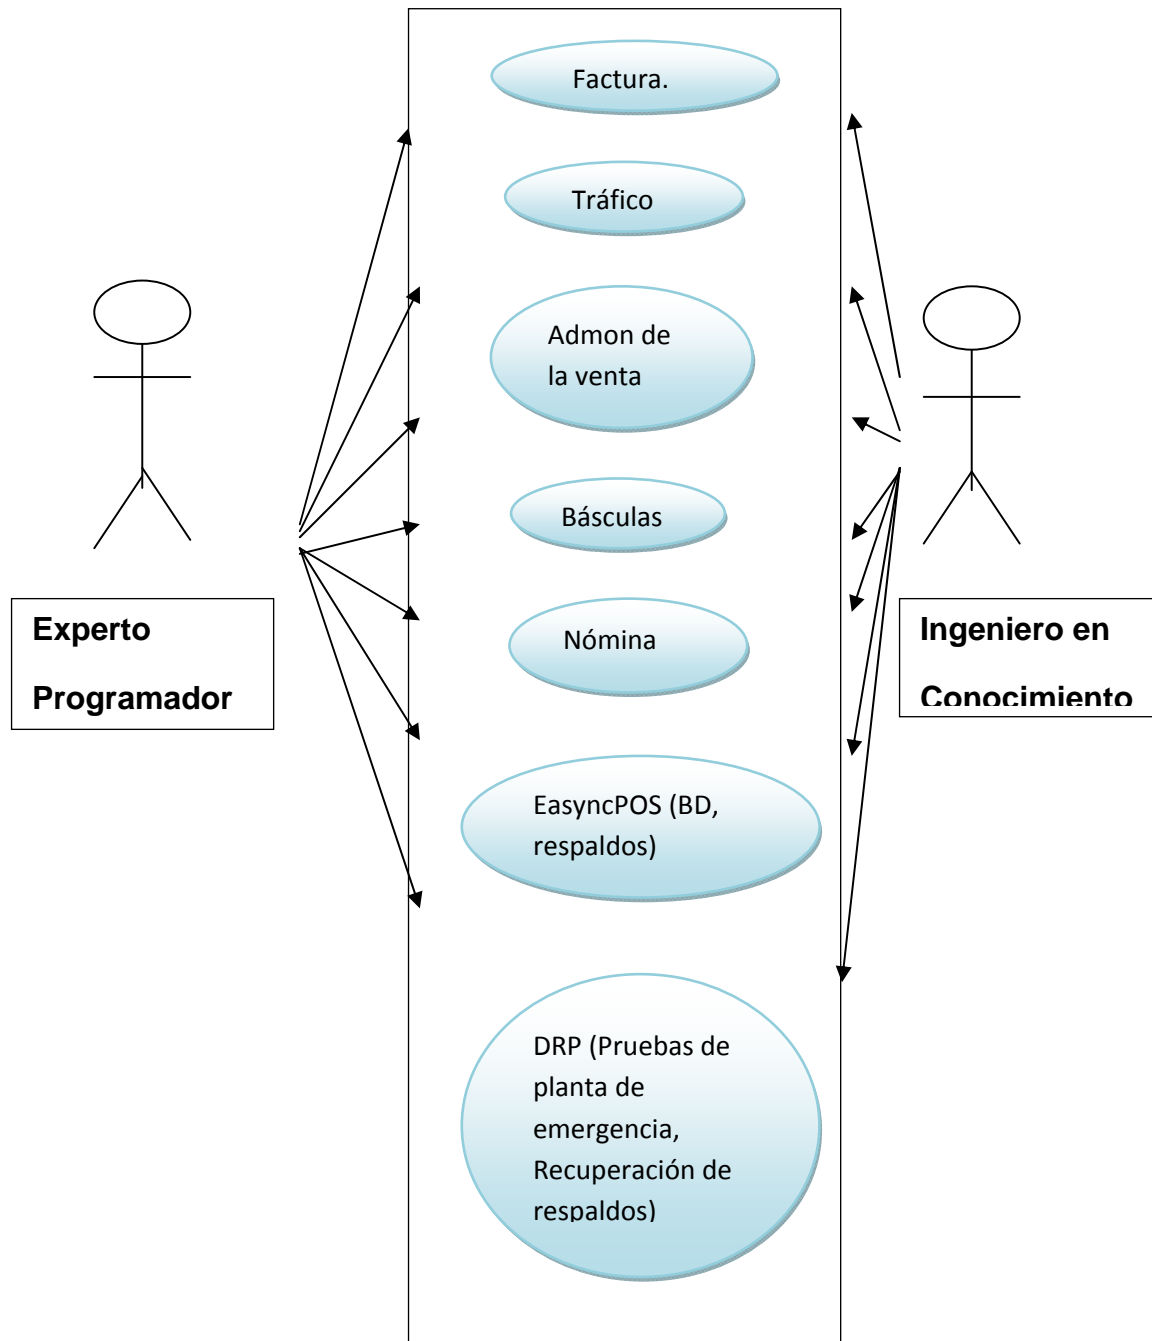 Factura.
Tráfico
Admon de
la venta
Básculas
Nómina
Experto
Programador
Ingeniero en
Conocimiento
EasyncPOS (BD,
respaldos)
DRP (Pruebas de
planta de
emergencia,
Recuperación de
respaldos)